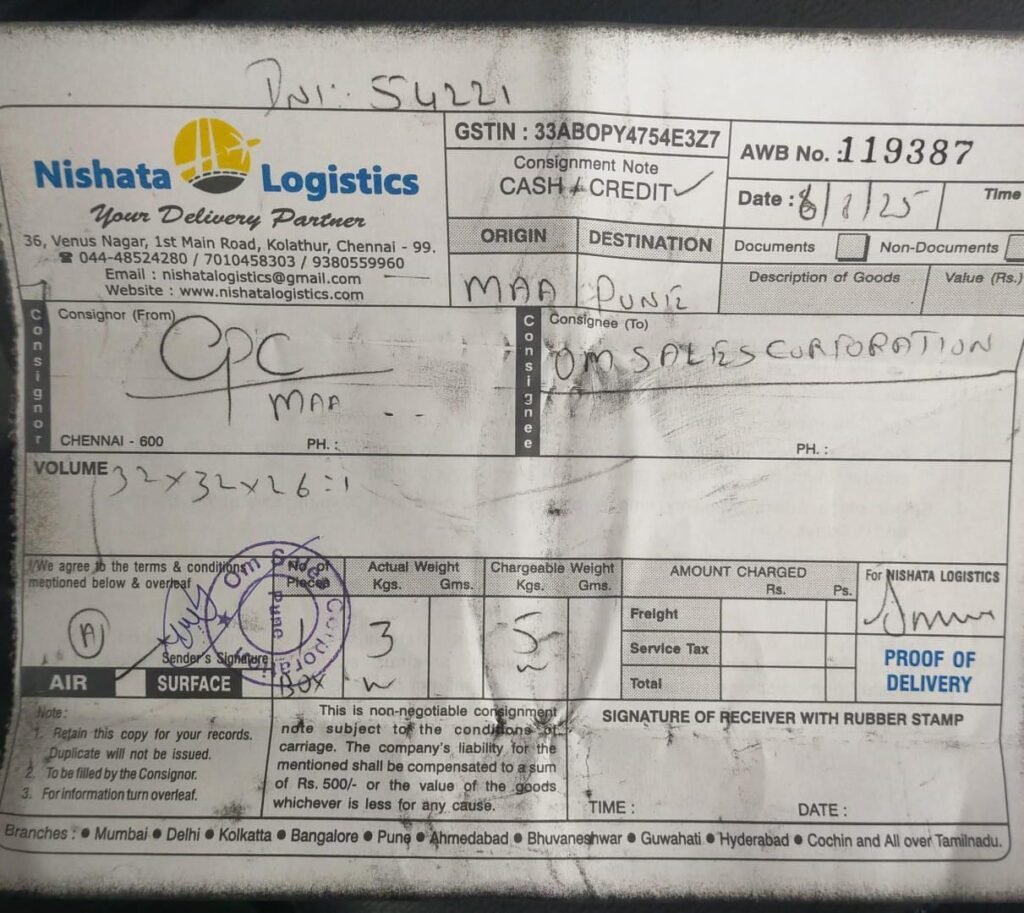 DNI: 54221
Nishata Logistics
Your Delivery Partner
36, Venus Nagar, 1st Main Road, Kolathur, Chennai - 99.
☎ 044-48524280 / 7010458303 / 9380559960
Email : nishatalogistics@gmail.com
Website : www.nishatalogistics.com
GSTIN : 33ABOPY4754E3Z7
Consignment Note
CASH / CREDIT ✓
AWB No. : 119387
Date : 8/8/25 Time
ORIGIN DESTINATION
MAA PUNE
Documents Non-Documents
Description of Goods Value (Rs.)
Consignor
Consignor (From)
CPC
MAA
CHENNAI - 600 PH. :
Consignee
Consignee (To)
OM SALES CORPORATION
PH. :
VOLUME 32x32x26=1
I/We agree to the terms & conditions
mentioned below & overleaf
A
Sender's Signature
AIR SURFACE
Om Sales Corporation
Pune
No. of
Pieces
1
BOX
Actual Weight
Kgs. Gms.
3
Chargeable Weight
Kgs. Gms.
5
AMOUNT CHARGED
Rs. Ps.
Freight
Service Tax
Total
For NISHATA LOGISTICS
PROOF OF
DELIVERY
Note :
1. Retain this copy for your records.
Duplicate will not be issued.
2. To be filled by the Consignor.
3. For information turn overleaf.
This is non-negotiable consignment
note subject to the conditions of
carriage. The company's liability for the
mentioned shall be compensated to a sum
of Rs. 500/- or the value of the goods
whichever is less for any cause.
SIGNATURE OF RECEIVER WITH RUBBER STAMP
TIME : DATE :
Branches : ● Mumbai ● Delhi ● Kolkatta ● Bangalore ● Pune ● Ahmedabad ● Bhuvaneshwar ● Guwahati ● Hyderabad ● Cochin and All over Tamilnadu.